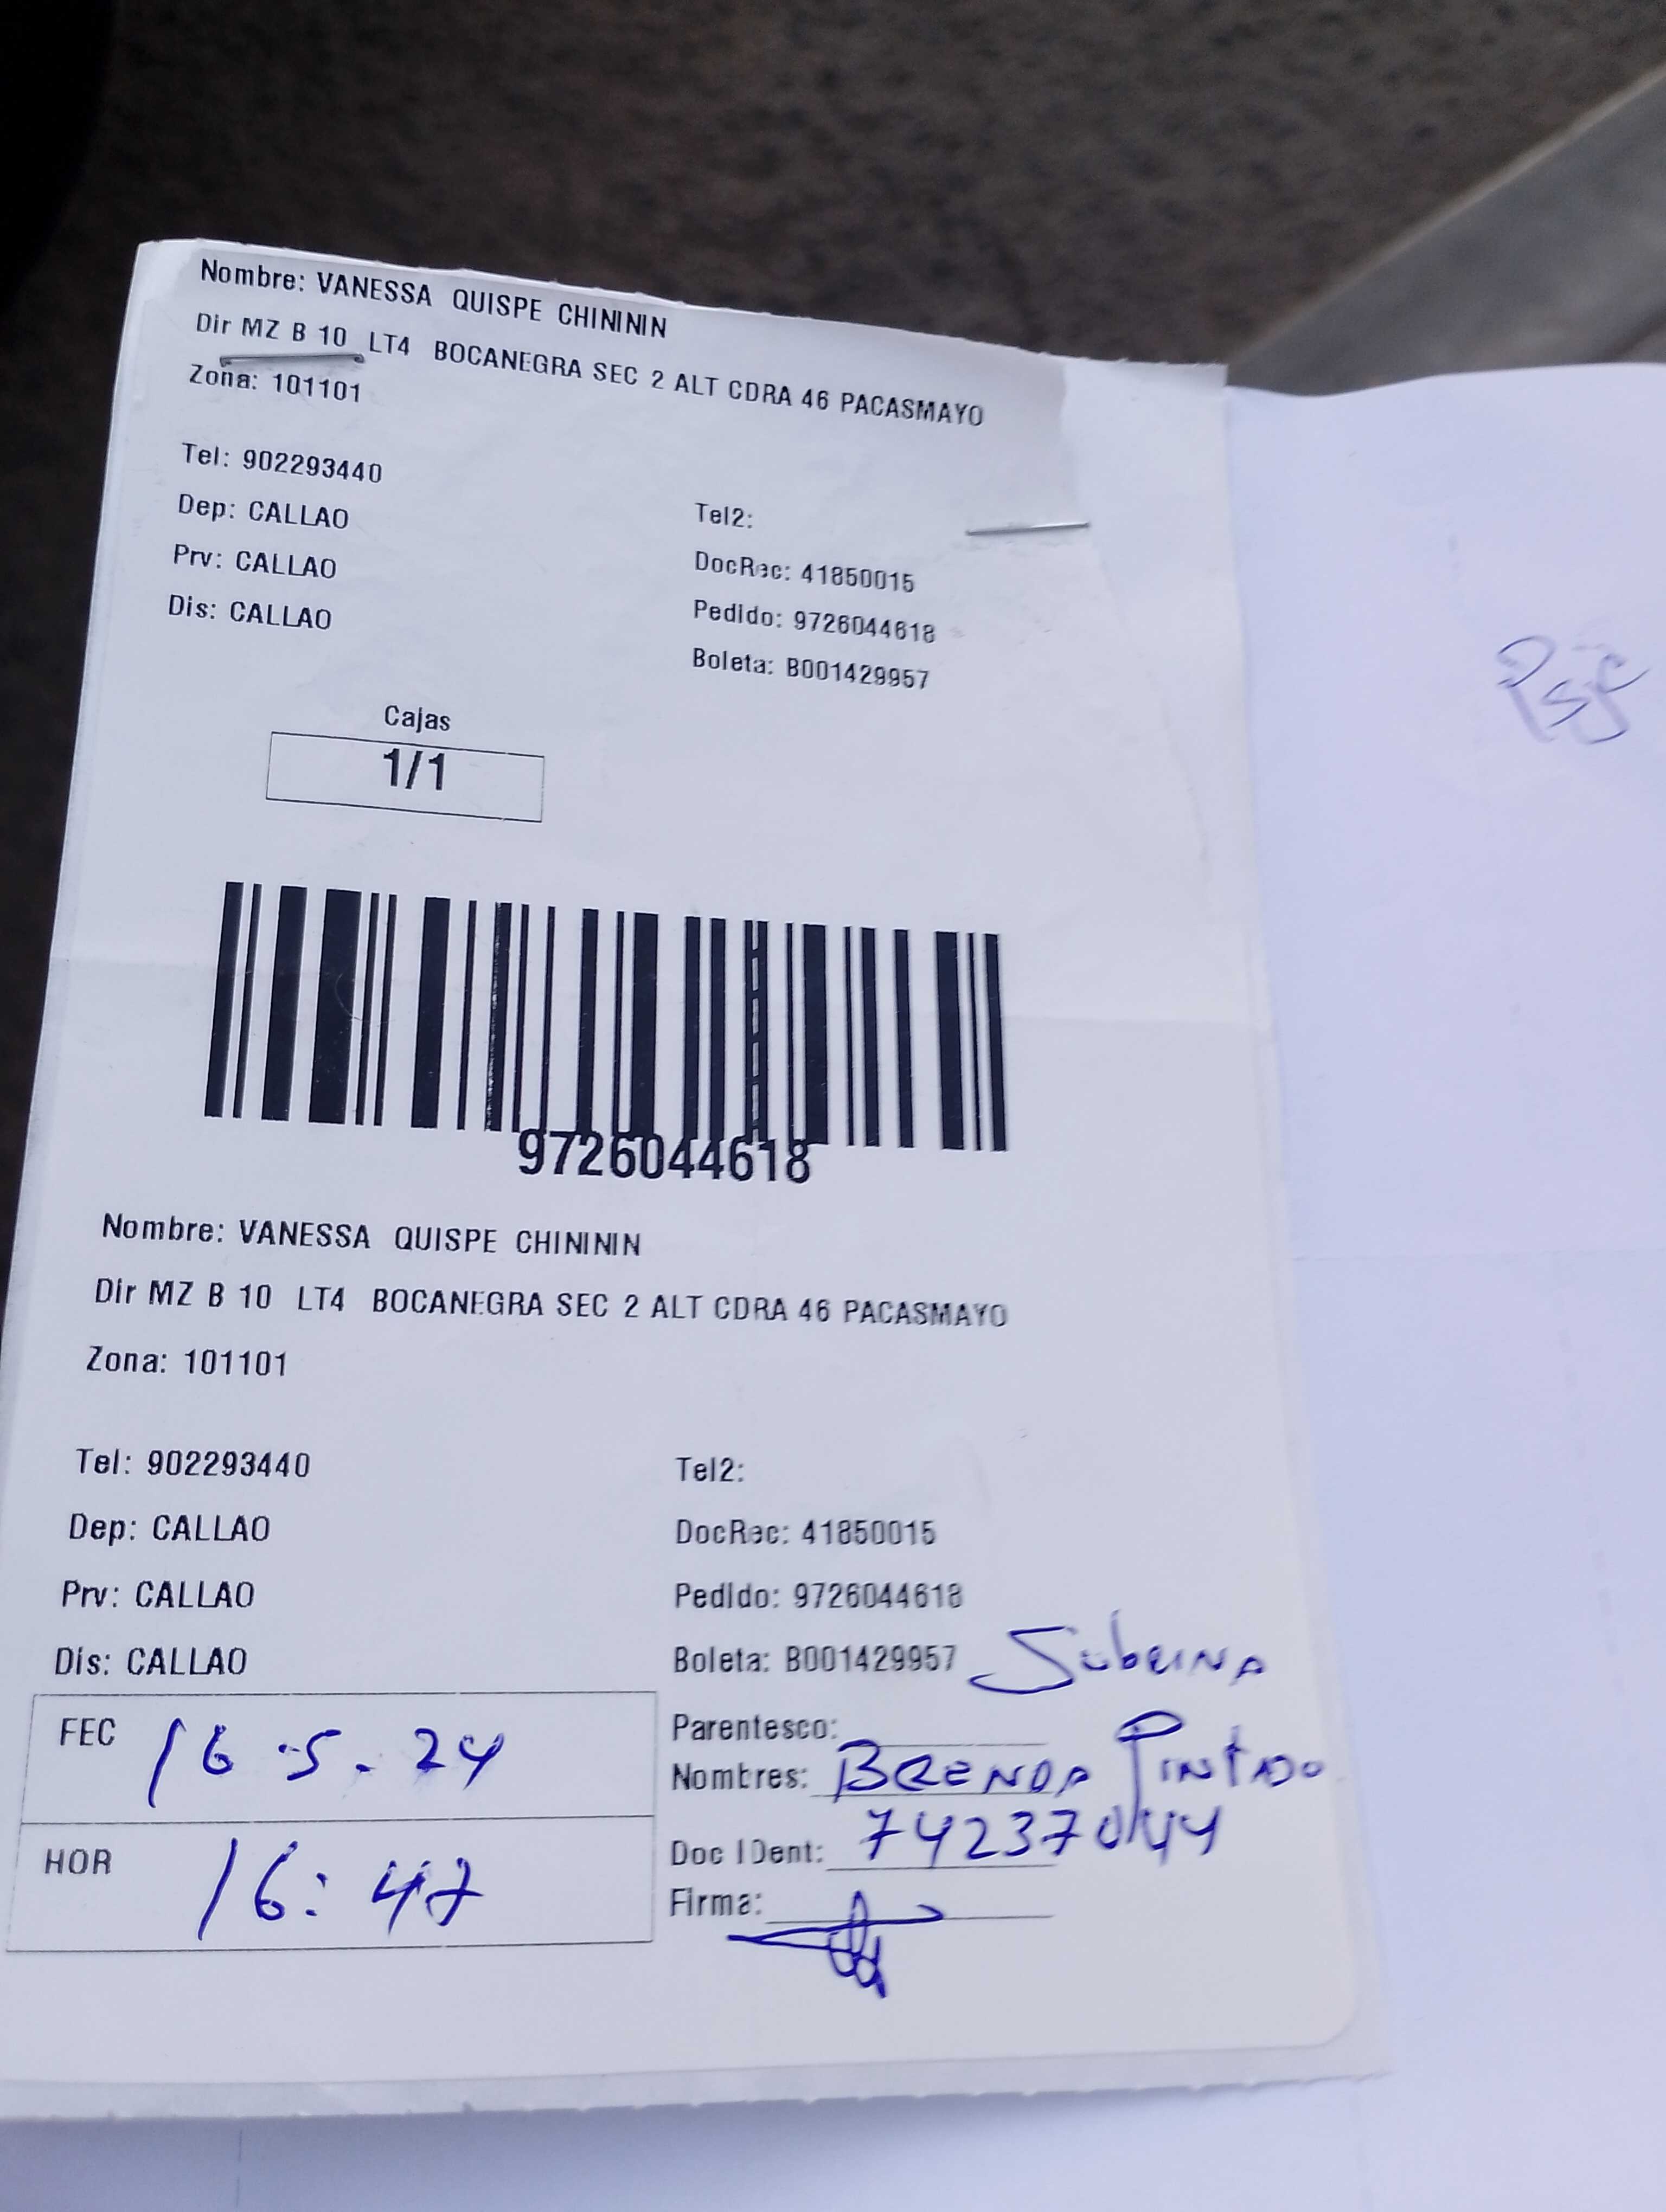 Nombre: VANESSA QUISPE CHINININ
Dir MZ B 10 LT4 BOCANEGRA SEC 2 ALT CDRA 46 PACASMAYO
Zona: 101101
Tel: 902293440
Tel2:
Dep: CALLAO
DocRec: 41850015
Prv: CALLAO
Pedido: 9726044618
Dis: CALLAO
Boleta: B001429957
Cajas
1/1
9726044618
Nombre: VANESSA QUISPE CHINININ
Dir MZ B 10 LT4 BOCANEGRA SEC 2 ALT CDRA 46 PACASMAYO
Zona: 101101
Tel: 902293440
Tel2:
Dep: CALLAO
DocRec: 41850015
Prv: CALLAO
Pedido: 9726044618
Dis: CALLAO
Boleta: B001429957 Sobrina
FEC 16.5.24
Parentesco:
Nombres: BRENDA PINTADO
HOR 16:47
Doc IDent: 74237044
Firma: